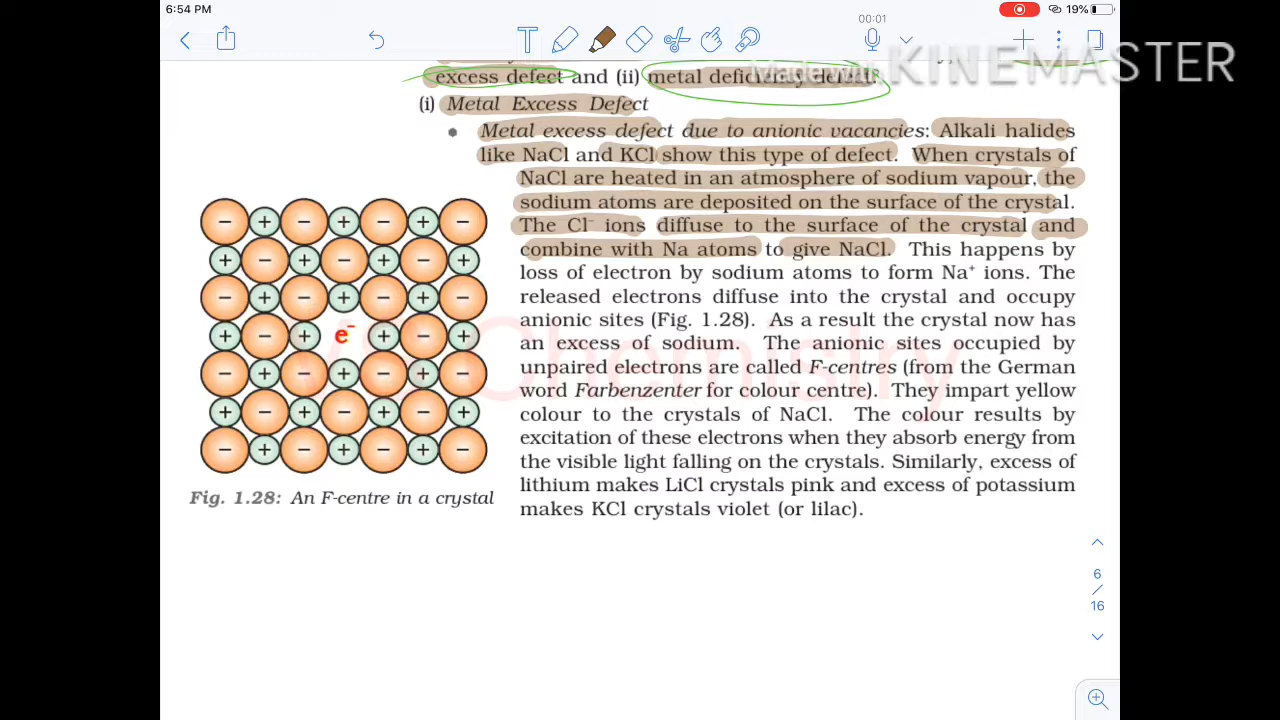 6:54 PM
19%
00:01
Made with KINEMASTER
excess defect and (ii) metal deficiency defect.
(i) Metal Excess Defect
• Metal excess defect due to anionic vacancies: Alkali halides
like NaCl and KCl show this type of defect. When crystals of
NaCl are heated in an atmosphere of sodium vapour, the
sodium atoms are deposited on the surface of the crystal.
The Cl⁻ ions diffuse to the surface of the crystal and
combine with Na atoms to give NaCl. This happens by
loss of electron by sodium atoms to form Na⁺ ions. The
released electrons diffuse into the crystal and occupy
anionic sites (Fig. 1.28). As a result the crystal now has
an excess of sodium. The anionic sites occupied by
unpaired electrons are called F-centres (from the German
word Farbenzenter for colour centre). They impart yellow
colour to the crystals of NaCl. The colour results by
excitation of these electrons when they absorb energy from
the visible light falling on the crystals. Similarly, excess of
lithium makes LiCl crystals pink and excess of potassium
makes KCl crystals violet (or lilac).
− + − + − + −
+ − + − + − +
− + − + − + −
+ − + e⁻ + − +
− + − + − + −
+ − + − + − +
− + − + − + −
Fig. 1.28: An F-centre in a crystal
Chemistry
6
/
16